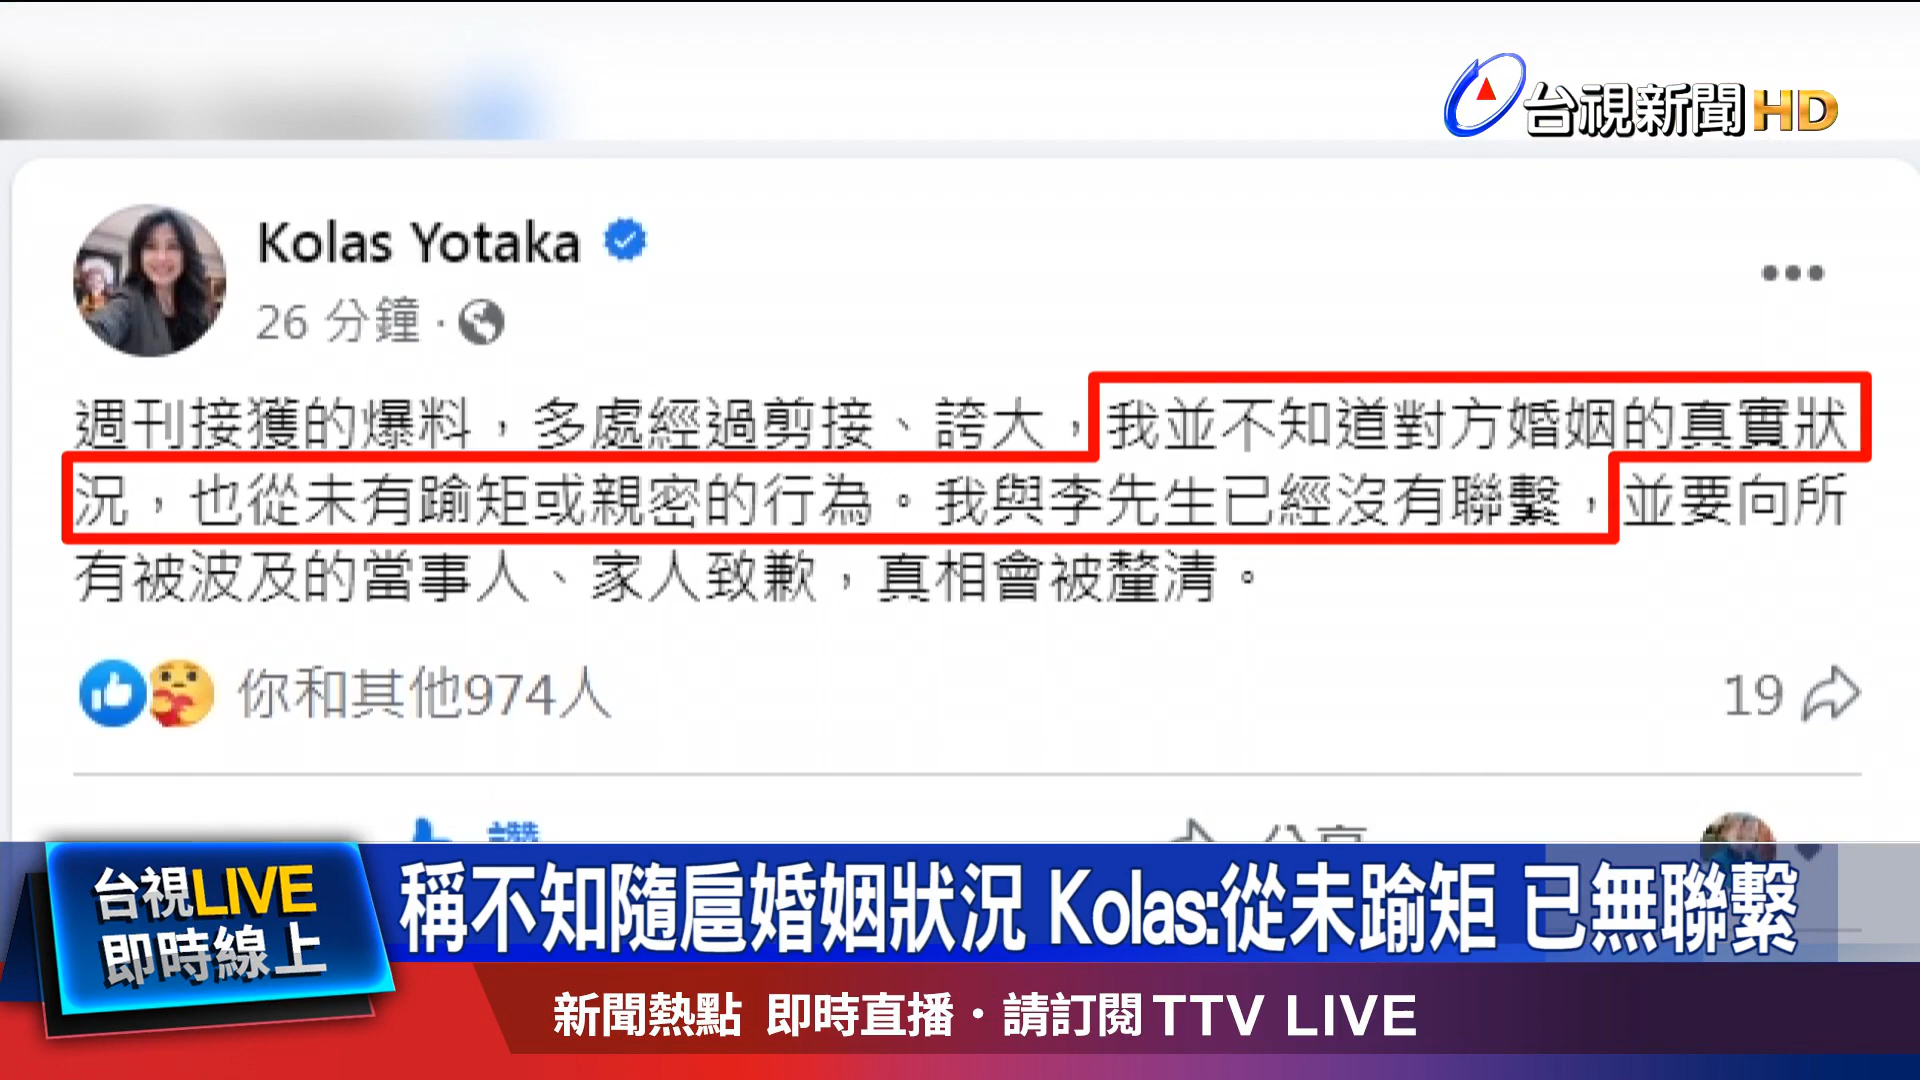 台視新聞HD
Kolas Yotaka
26 分鐘 ·
週刊接獲的爆料，多處經過剪接、誇大，我並不知道對方婚姻的真實狀
況，也從未有踰矩或親密的行為。我與李先生已經沒有聯繫，並要向所
有被波及的當事人、家人致歉，真相會被釐清。
你和其他974人
19
讚
分享
台視LIVE
即時線上
稱不知隨扈婚姻狀況 Kolas:從未踰矩 已無聯繫
新聞熱點 即時直播·請訂閱TTV LIVE